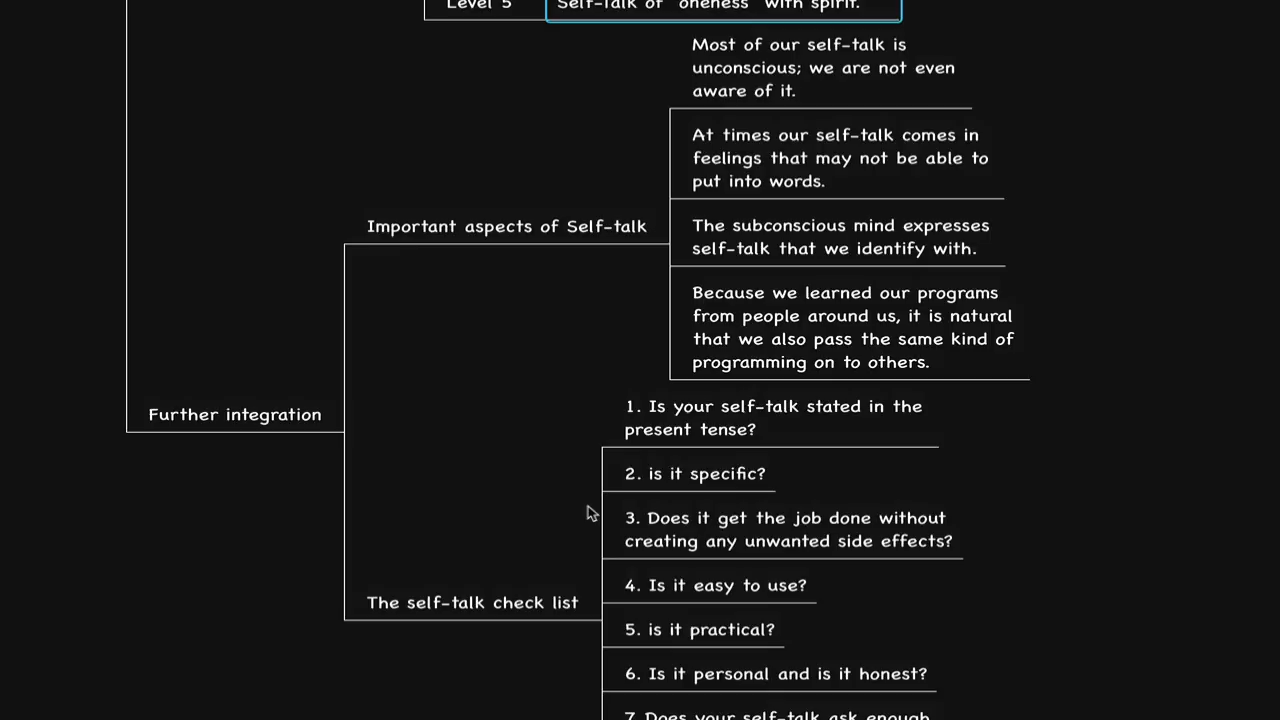 Level 5
Self-Talk of "oneness" with spirit.
Most of our self-talk is
unconscious; we are not even
aware of it.
At times our self-talk comes in
feelings that may not be able to
put into words.
Important aspects of Self-talk
The subconscious mind expresses
self-talk that we identify with.
Because we learned our programs
from people around us, it is natural
that we also pass the same kind of
programming on to others.
Further integration
1. Is your self-talk stated in the
present tense?
2. is it specific?
3. Does it get the job done without
creating any unwanted side effects?
4. Is it easy to use?
The self-talk check list
5. is it practical?
6. Is it personal and is it honest?
7. Does your self-talk ask enough